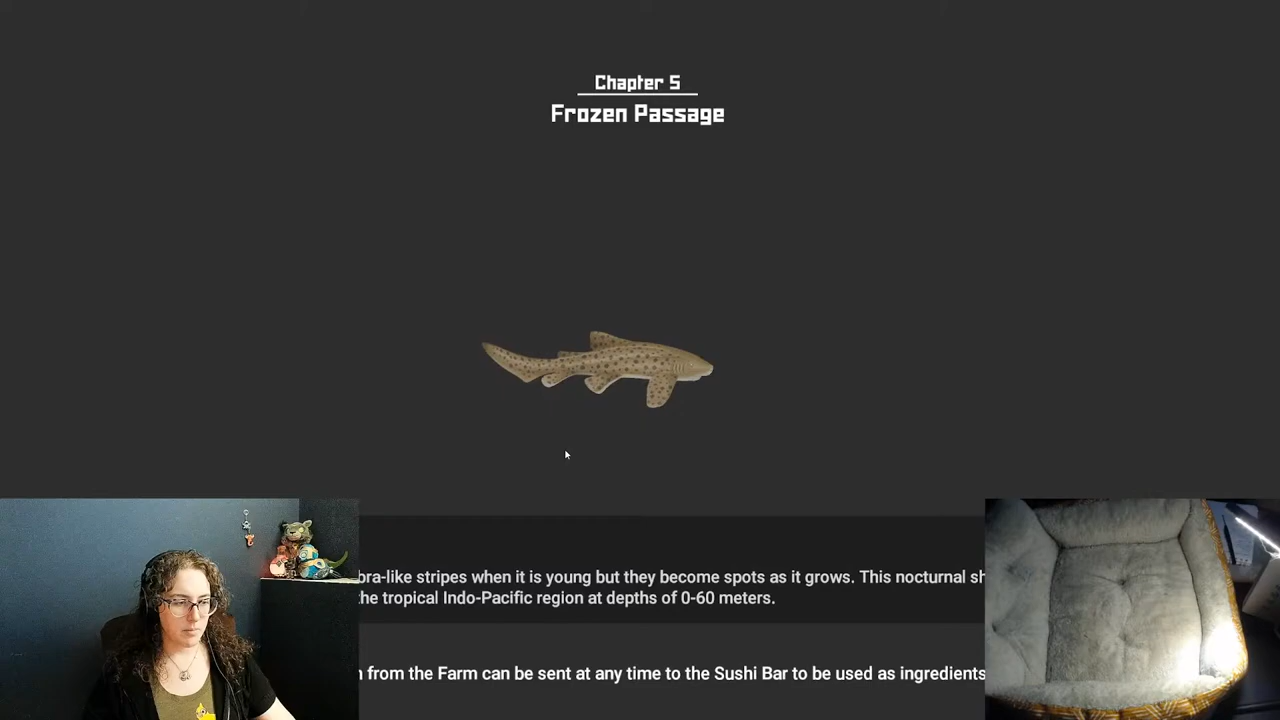 Chapter 5
Frozen Passage
-like stripes when it is young but they become spots as it grows. This nocturnal
the tropical Indo-Pacific region at depths of 0-60 meters.
from the Farm can be sent at any time to the Sushi Bar to be used as ingredients